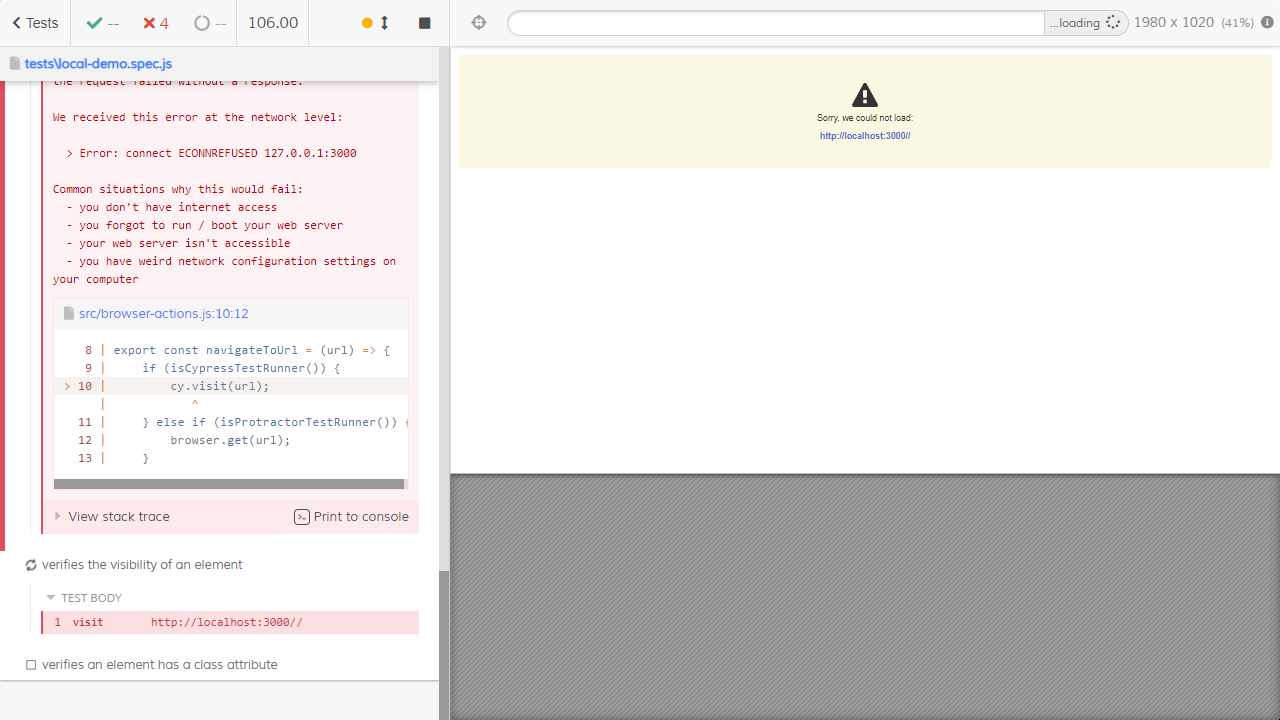 Tests
--
4
--
106.00
...loading
1980 x 1020 (41%)
tests\local-demo.spec.js
the request failed without a response.
We received this error at the network level:
> Error: connect ECONNREFUSED 127.0.0.1:3000
Common situations why this would fail:
- you don't have internet access
- you forgot to run / boot your web server
- your web server isn't accessible
- you have weird network configuration settings on
your computer
src/browser-actions.js:10:12
8 | export const navigateToUrl = (url) => {
9 | if (isCypressTestRunner()) {
> 10 | cy.visit(url);
| ^
11 | } else if (isProtractorTestRunner()) {
12 | browser.get(url);
13 | }
View stack trace
Print to console
verifies the visibility of an element
TEST BODY
1 visit http://localhost:3000//
verifies an element has a class attribute
Sorry, we could not load:
http://localhost:3000//